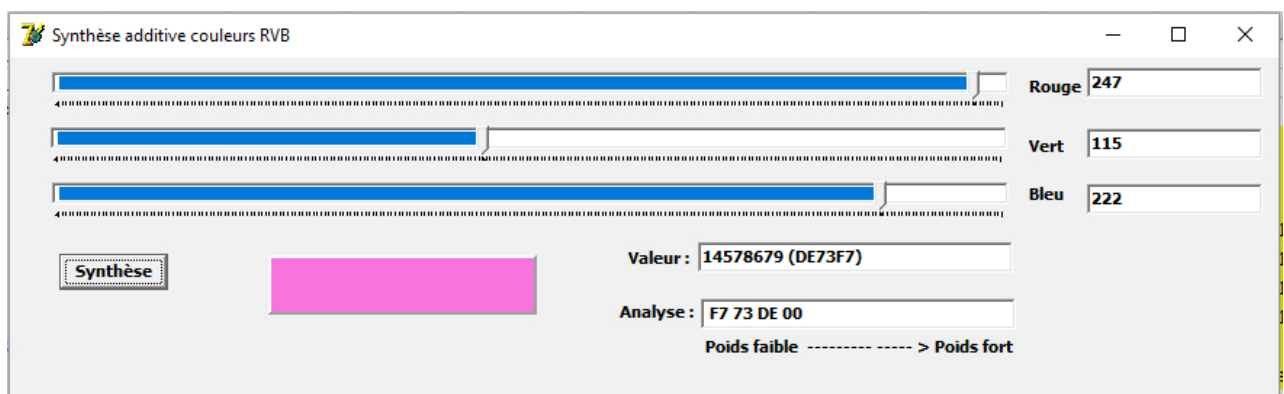 Synthèse additive couleurs RVB
Rouge 247
Vert 115
Bleu 222
Synthèse
Valeur : 14578679 (DE73F7)
Analyse : F7 73 DE 00
Poids faible --------- ----- > Poids fort